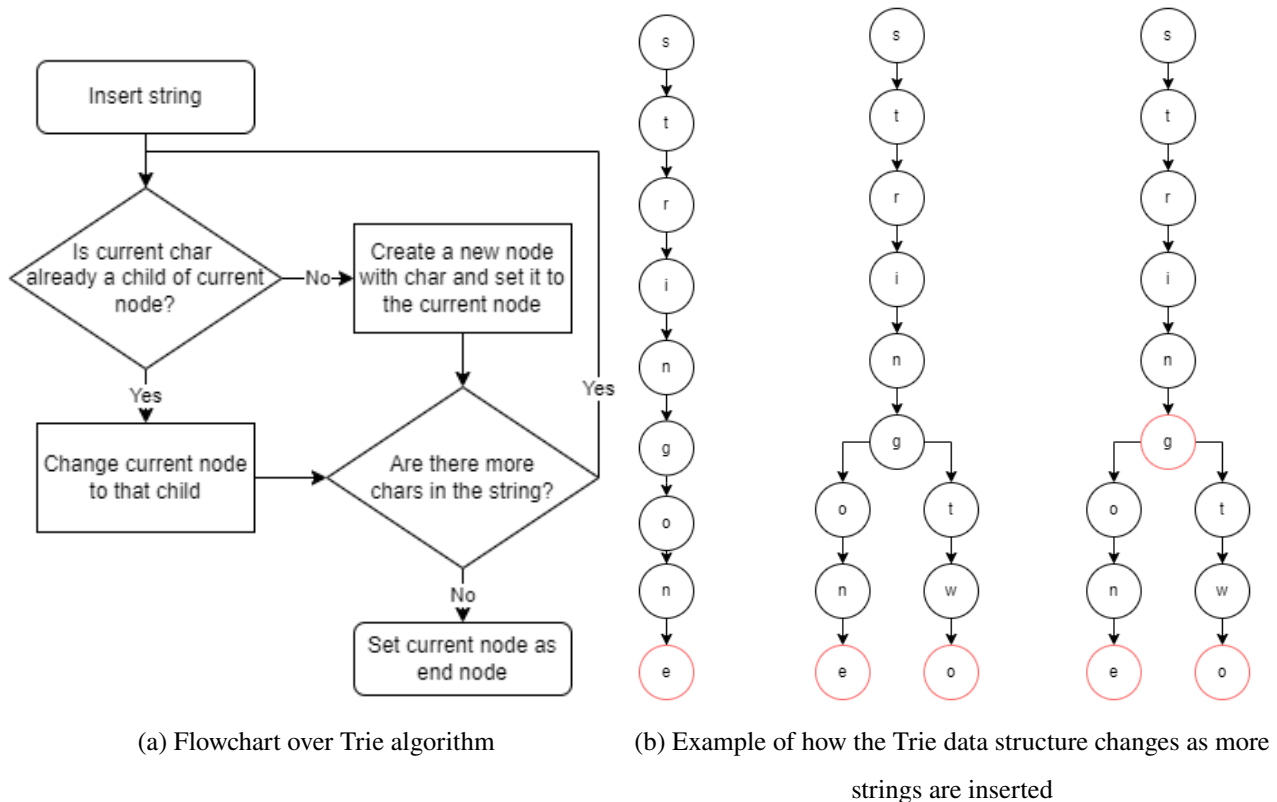 Insert string
Is current char
already a child of current
node?
No
Create a new node
with char and set it to
the current node
Yes
Yes
Change current node
to that child
Are there more
chars in the string?
No
Set current node as
end node
(a) Flowchart over Trie algorithm
s
t
r
i
n
g
o
n
e
s
t
r
i
n
g
o
t
n
w
e
o
s
t
r
i
n
g
o
t
n
w
e
o
(b) Example of how the Trie data structure changes as more
strings are inserted